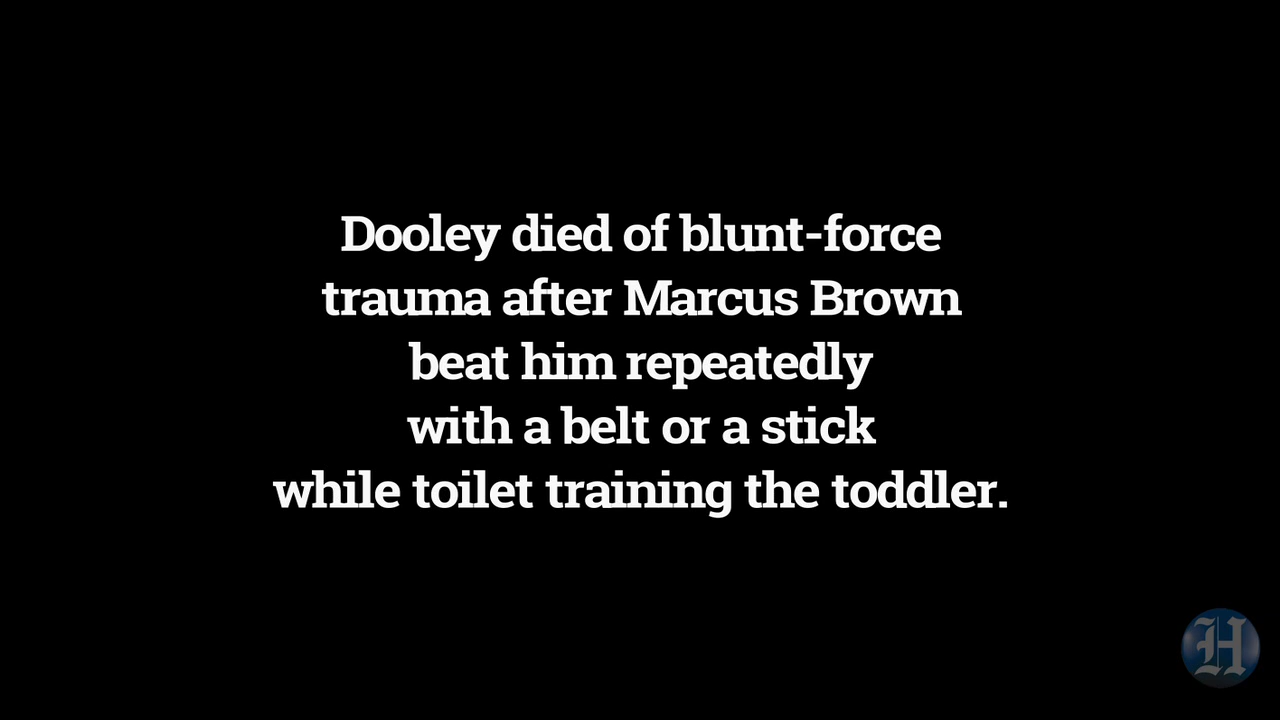 Dooley died of blunt-force
trauma after Marcus Brown
beat him repeatedly
with a belt or a stick
while toilet training the toddler.
H